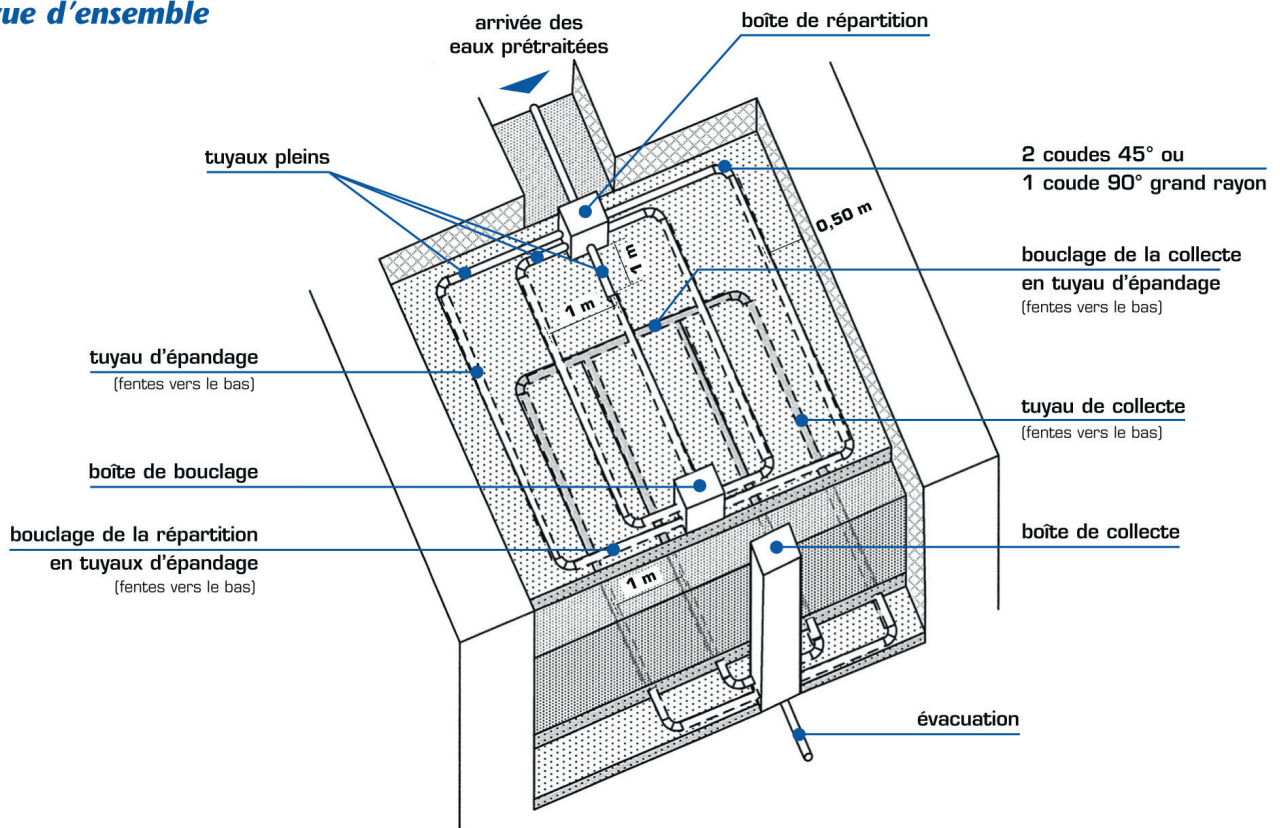 vue d'ensemble
arrivée des
eaux prétraitées
boîte de répartition
tuyaux pleins
2 coudes 45° ou
1 coude 90° grand rayon
0,50 m
1 m
1 m
bouclage de la collecte
en tuyau d'épandage
(fentes vers le bas)
tuyau d'épandage
(fentes vers le bas)
tuyau de collecte
(fentes vers le bas)
boîte de bouclage
bouclage de la répartition
en tuyaux d'épandage
(fentes vers le bas)
boîte de collecte
1 m
évacuation